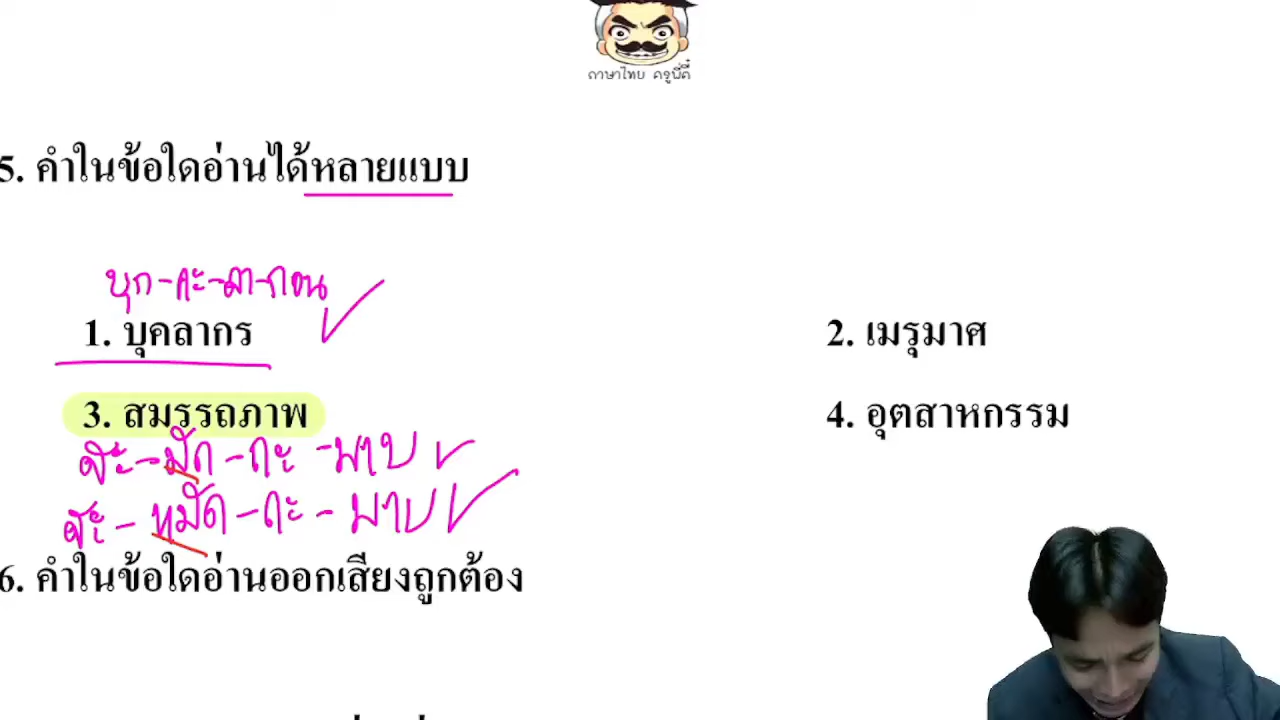 ภาษาไทย ครูพี่ตี่
5. คำในข้อใดอ่านได้หลายแบบ
บุก-คะ-ลา-กอน
1. บุคลากร
2. เมรุมาศ
3. สมรรถภาพ
4. อุตสาหกรรม
สะ-มัด-ถะ-พาบ
สะ-หมัด-ถะ-พาบ
6. คำในข้อใดอ่านออกเสียงถูกต้อง